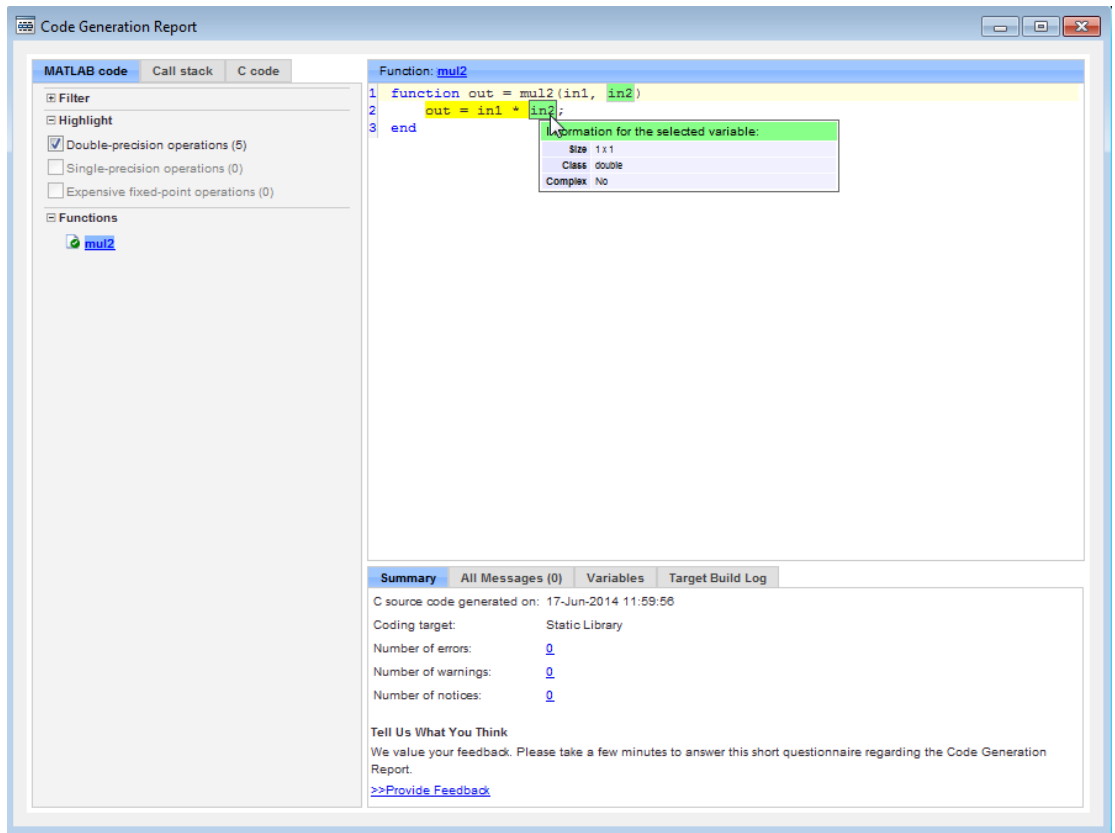 Code Generation Report
MATLAB code Call stack C code
Filter
Highlight
Double-precision operations (5)
Single-precision operations (0)
Expensive fixed-point operations (0)
Functions
mul2
Function: mul2
1 function out = mul2(in1, in2)
2 out = in1 * in2;
3 end
Information for the selected variable:
Size 1 x 1
Class double
Complex No
Summary All Messages (0) Variables Target Build Log
C source code generated on: 17-Jun-2014 11:59:56
Coding target: Static Library
Number of errors: 0
Number of warnings: 0
Number of notices: 0
Tell Us What You Think
We value your feedback. Please take a few minutes to answer this short questionnaire regarding the Code Generation
Report.
>>Provide Feedback